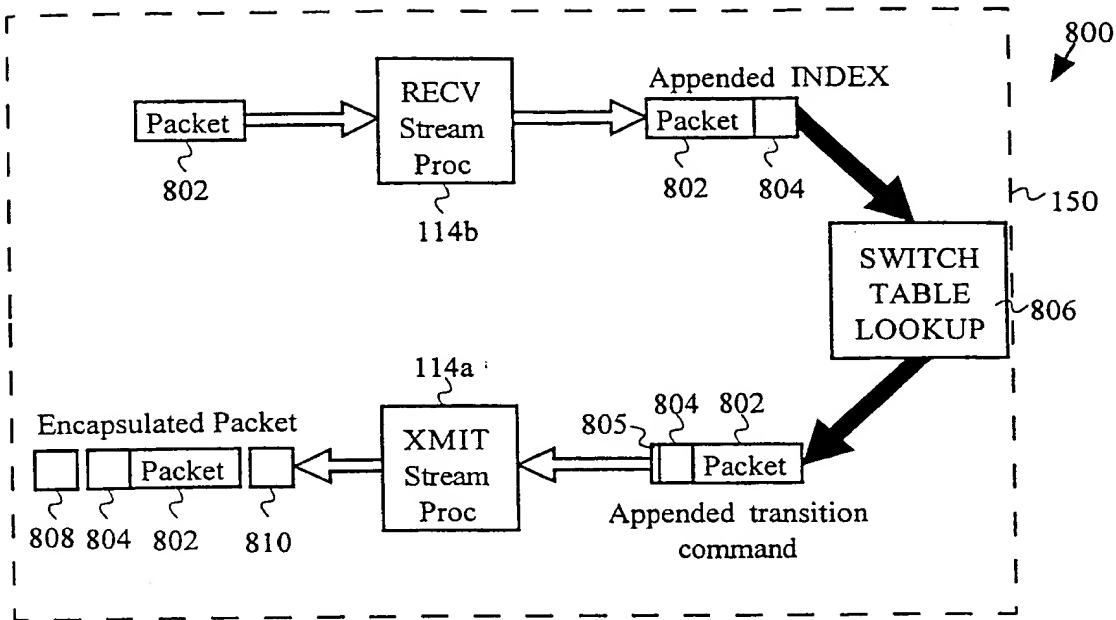 800
Packet
802
RECV
Stream
Proc
114b
Appended INDEX
Packet
802
804
150
SWITCH
TABLE
LOOKUP
806
114a
XMIT
Stream
Proc
805
804
802
Packet
Appended transition
command
Encapsulated Packet
Packet
808
804
802
810